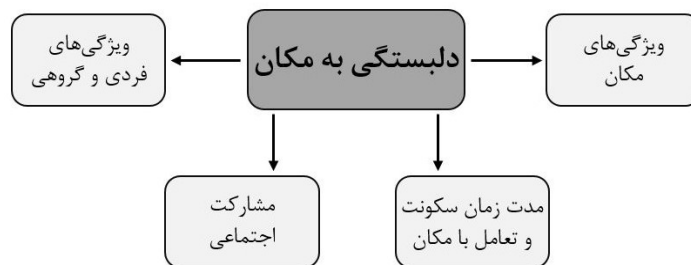 دلبستگی به مکان
ویژگی‌های
مکان
ویژگی‌های
فردی و گروهی
مدت زمان سکونت
و تعامل با مکان
مشارکت
اجتماعی